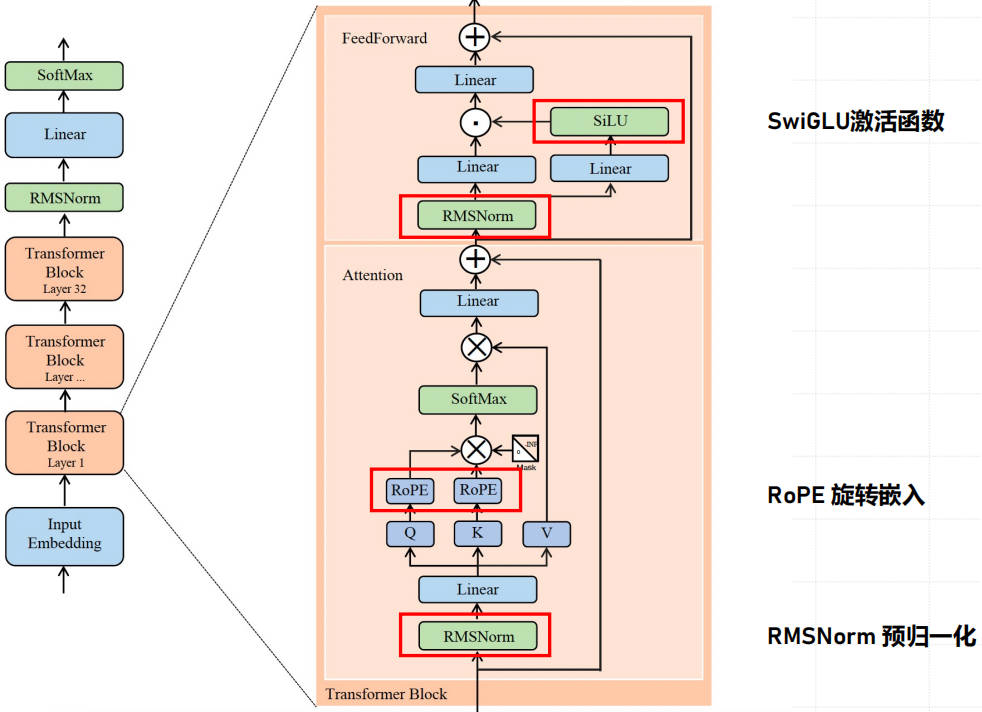 SoftMax
Linear
RMSNorm
Transformer
Block
Layer 32
Transformer
Block
Layer ...
Transformer
Block
Layer 1
Input
Embedding
FeedForward
Linear
SiLU
Linear
Linear
RMSNorm
Attention
Linear
SoftMax
-INF
0
Mask
RoPE
RoPE
Q
K
V
Linear
RMSNorm
Transformer Block
SwiGLU激活函数
RoPE 旋转嵌入
RMSNorm 预归一化